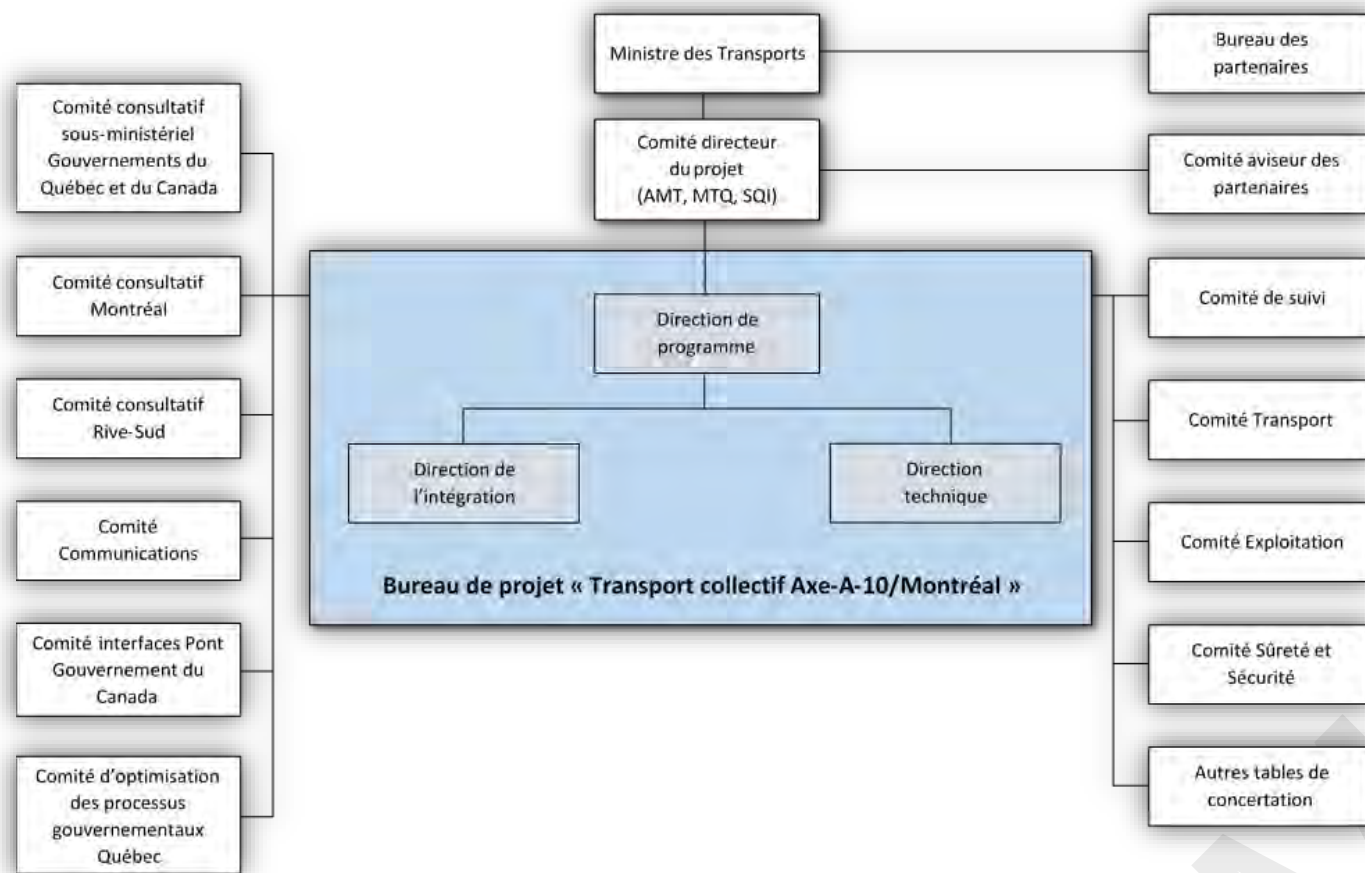 Ministre des Transports
Bureau des
partenaires
Comité consultatif
sous-ministériel
Gouvernements du
Québec et du Canada
Comité directeur
du projet
(AMT, MTQ, SQI)
Comité aviseur des
partenaires
Comité consultatif
Montréal
Comité consultatif
Rive-Sud
Comité
Communications
Comité interfaces Pont
Gouvernement du
Canada
Comité d'optimisation
des processus
gouvernementaux
Québec
Direction de
programme
Direction de
l'intégration
Direction
technique
Bureau de projet « Transport collectif Axe-A-10/Montréal »
Comité de suivi
Comité Transport
Comité Exploitation
Comité Sûreté et
Sécurité
Autres tables de
concertation